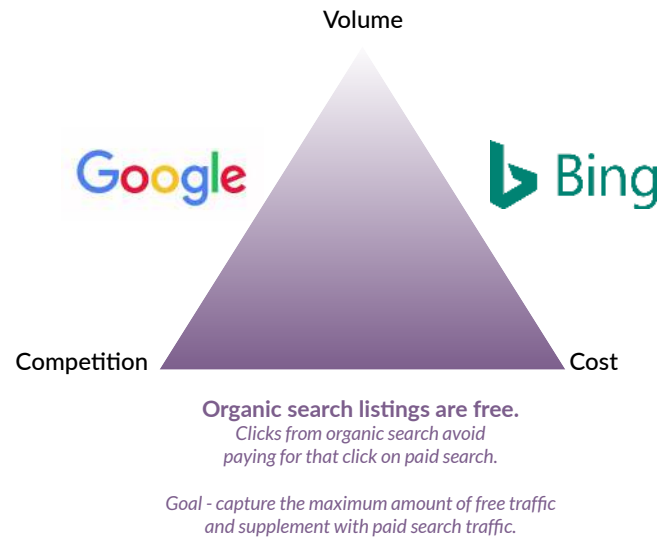 Volume
Google
Bing
Competition
Cost
Organic search listings are free.
Clicks from organic search avoid
paying for that click on paid search.
Goal - capture the maximum amount of free traffic
and supplement with paid search traffic.